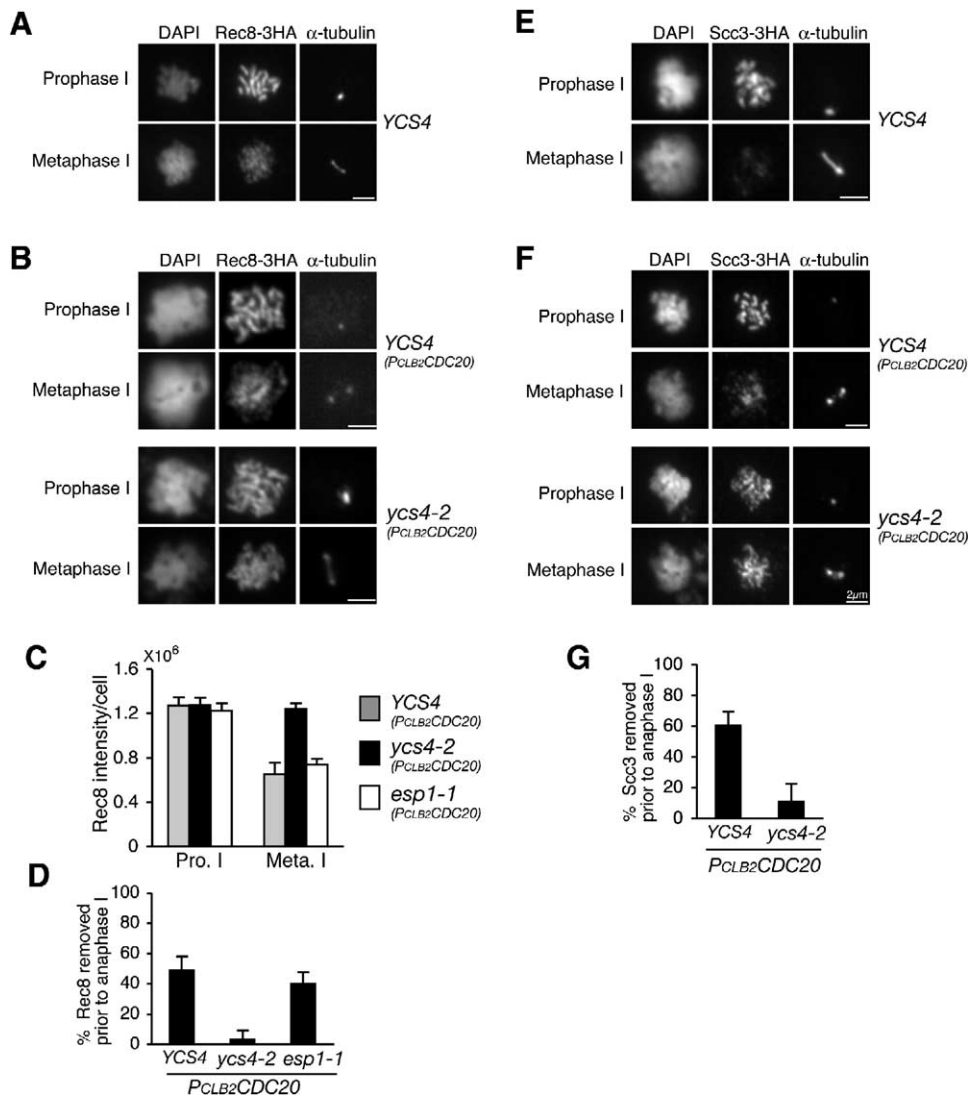 A
DAPI Rec8-3HA α-tubulin
Prophase I
Metaphase I
YCS4
B
DAPI Rec8-3HA α-tubulin
Prophase I
Metaphase I
YCS4
(PCLB2CDC20)
Prophase I
Metaphase I
ycs4-2
(PCLB2CDC20)
C
X10⁶
Rec8 intensity/cell
1.6
1.2
0.8
0.4
0
Pro. I Meta. I
YCS4
(PCLB2CDC20)
ycs4-2
(PCLB2CDC20)
esp1-1
(PCLB2CDC20)
D
% Rec8 removed
prior to anaphase I
100
80
60
40
20
0
YCS4 ycs4-2 esp1-1
PCLB2CDC20
E
DAPI Scc3-3HA α-tubulin
Prophase I
Metaphase I
YCS4
F
DAPI Scc3-3HA α-tubulin
Prophase I
Metaphase I
YCS4
(PCLB2CDC20)
Prophase I
Metaphase I
ycs4-2
(PCLB2CDC20)
2μm
G
% Scc3 removed
prior to anaphase I
100
80
60
40
20
0
YCS4 ycs4-2
PCLB2CDC20